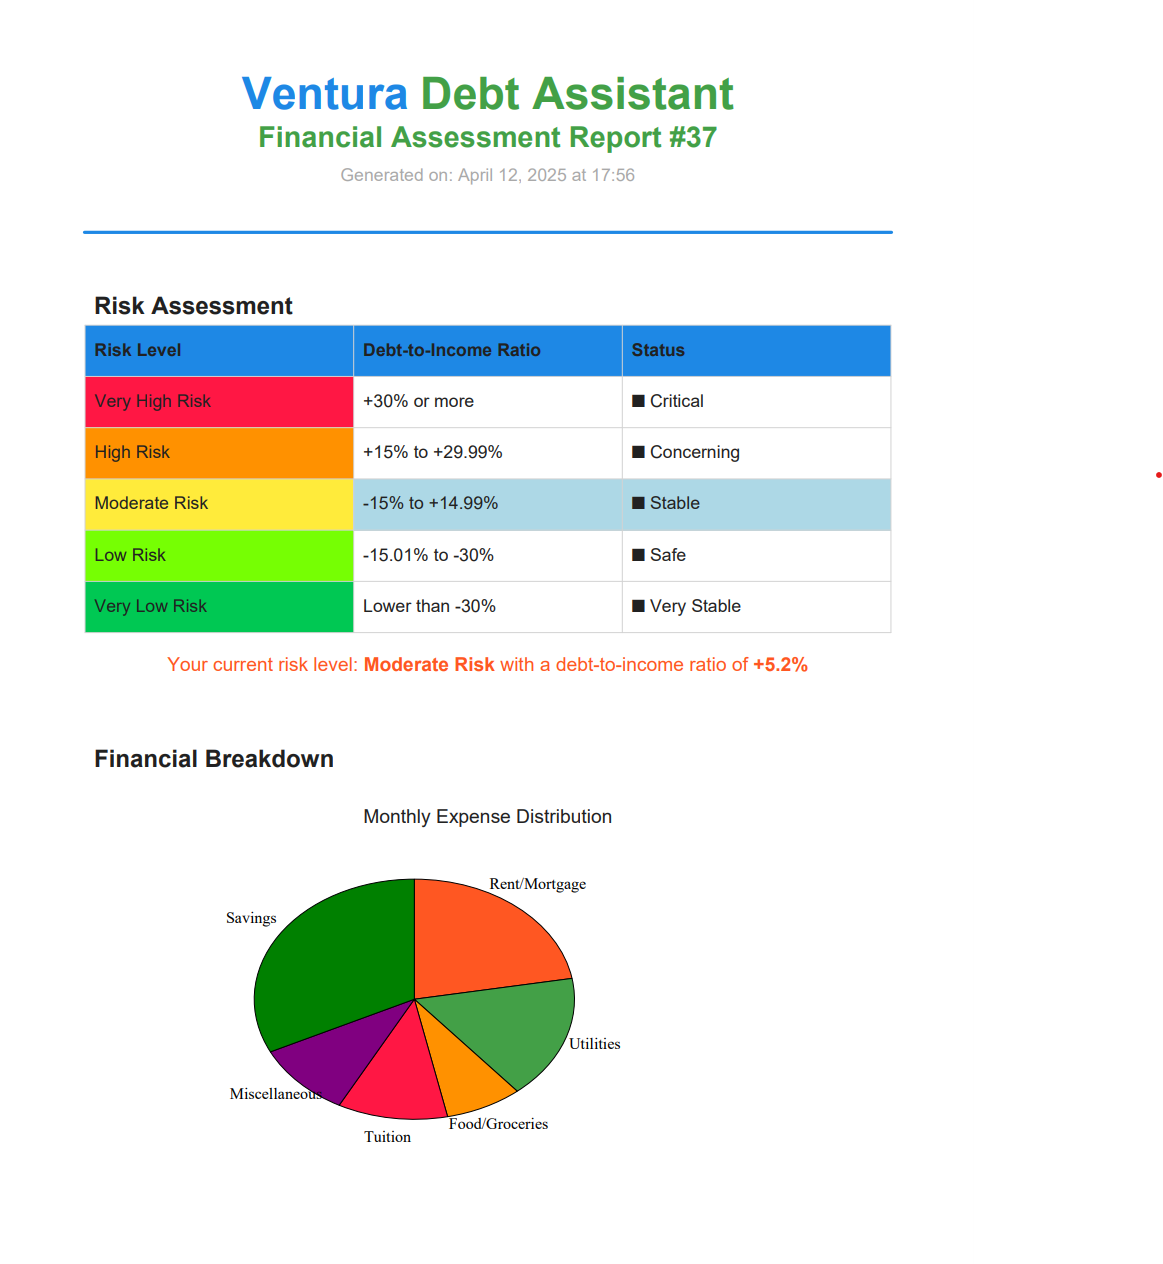 Ventura Debt Assistant
Financial Assessment Report #37
Generated on: April 12, 2025 at 17:56
Risk Assessment
Risk Level Debt-to-Income Ratio Status
Very High Risk +30% or more ■ Critical
High Risk +15% to +29.99% ■ Concerning
Moderate Risk -15% to +14.99% ■ Stable
Low Risk -15.01% to -30% ■ Safe
Very Low Risk Lower than -30% ■ Very Stable
Your current risk level: Moderate Risk with a debt-to-income ratio of +5.2%
Financial Breakdown
Monthly Expense Distribution
Rent/Mortgage
Savings
Utilities
Miscellaneous
Food/Groceries
Tuition